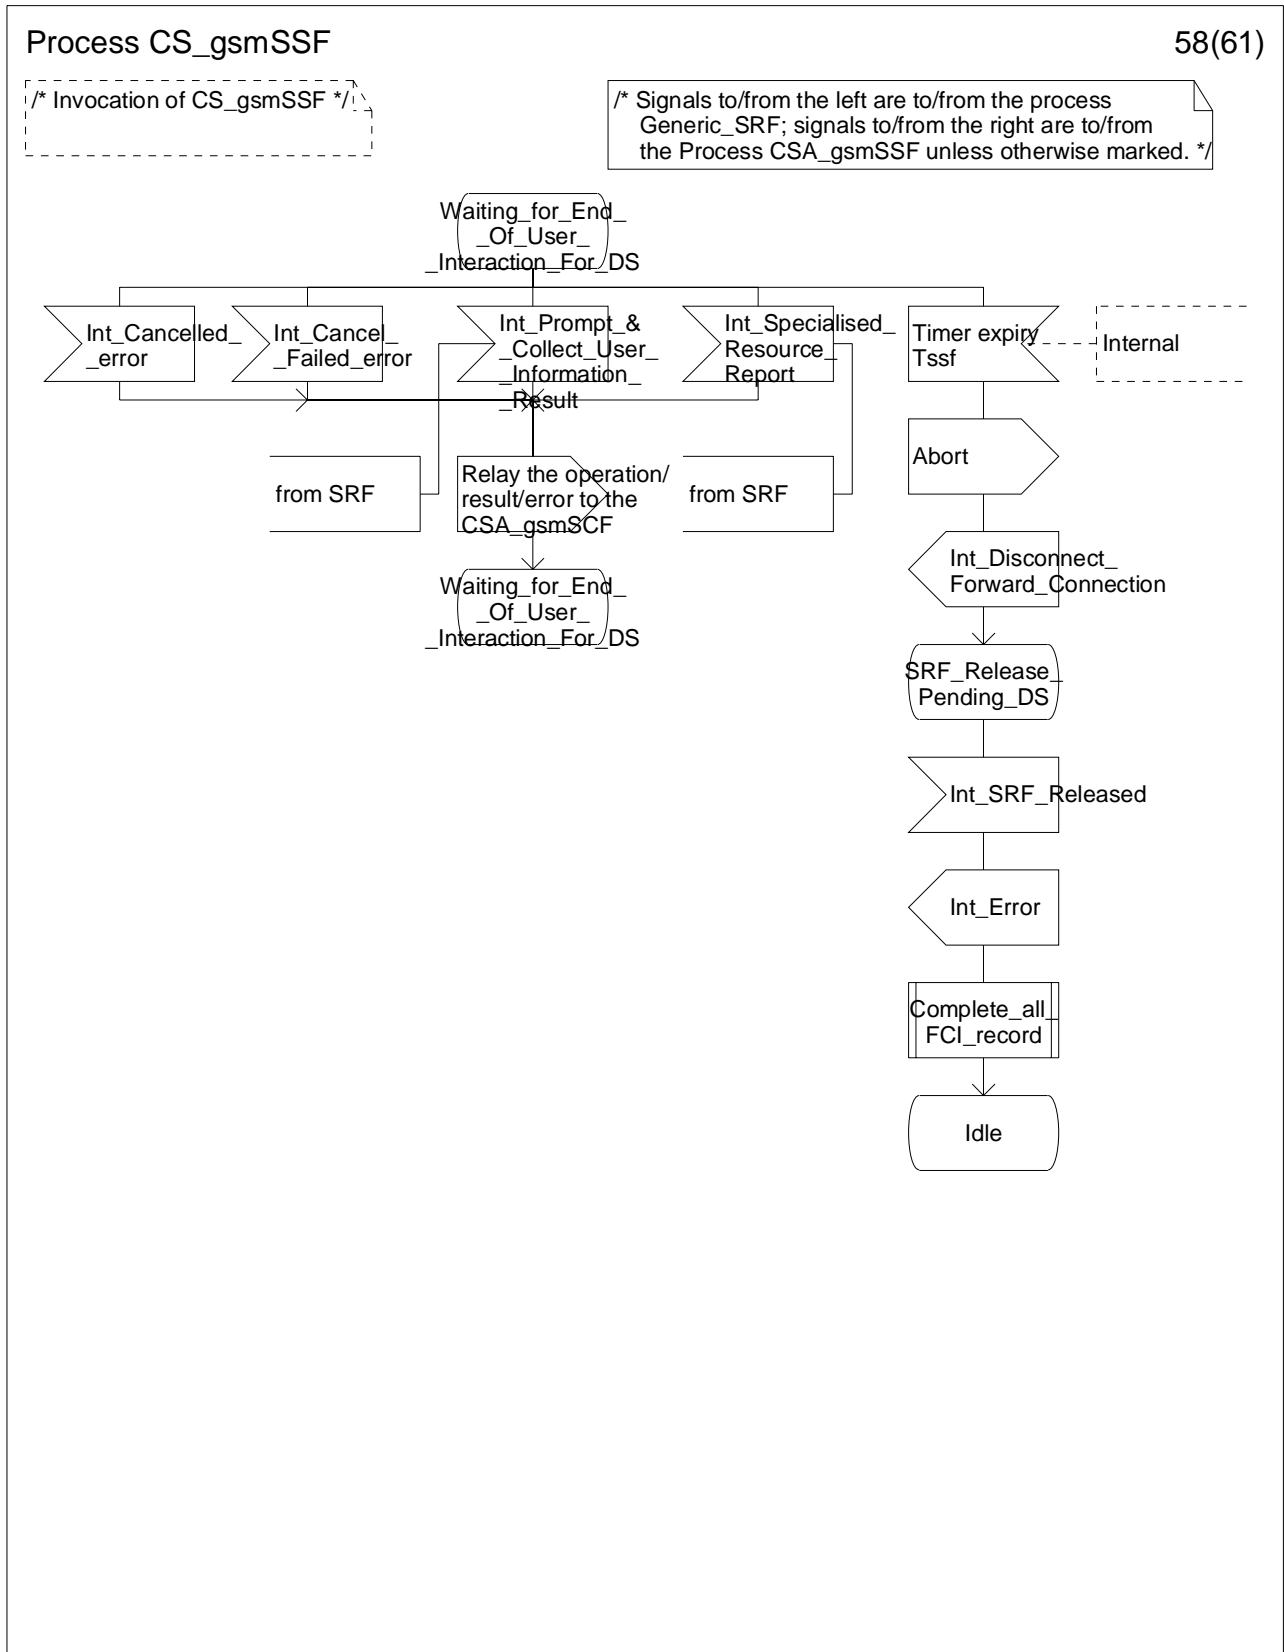 Process CS_gsmSSF
58(61)
/* Invocation of CS_gsmSSF */
/* Signals to/from the left are to/from the process
Generic_SRF; signals to/from the right are to/from
the Process CSA_gsmSSF unless otherwise marked. */
Waiting_for_End_
_Of_User_
_Interaction_For_DS
Int_Cancelled_
_error
Int_Cancel_
_Failed_error
Int_Prompt_&
_Collect_User_
_Information_
_Result
Int_Specialised_
Resource_
Report
Timer expiry
Tssf
Internal
from SRF
Relay the operation/
result/error to the
CSA_gsmSCF
from SRF
Abort
Waiting_for_End_
_Of_User_
_Interaction_For_DS
Int_Disconnect_
Forward_Connection
SRF_Release_
Pending_DS
Int_SRF_Released
Int_Error
Complete_all_
FCI_record
Idle